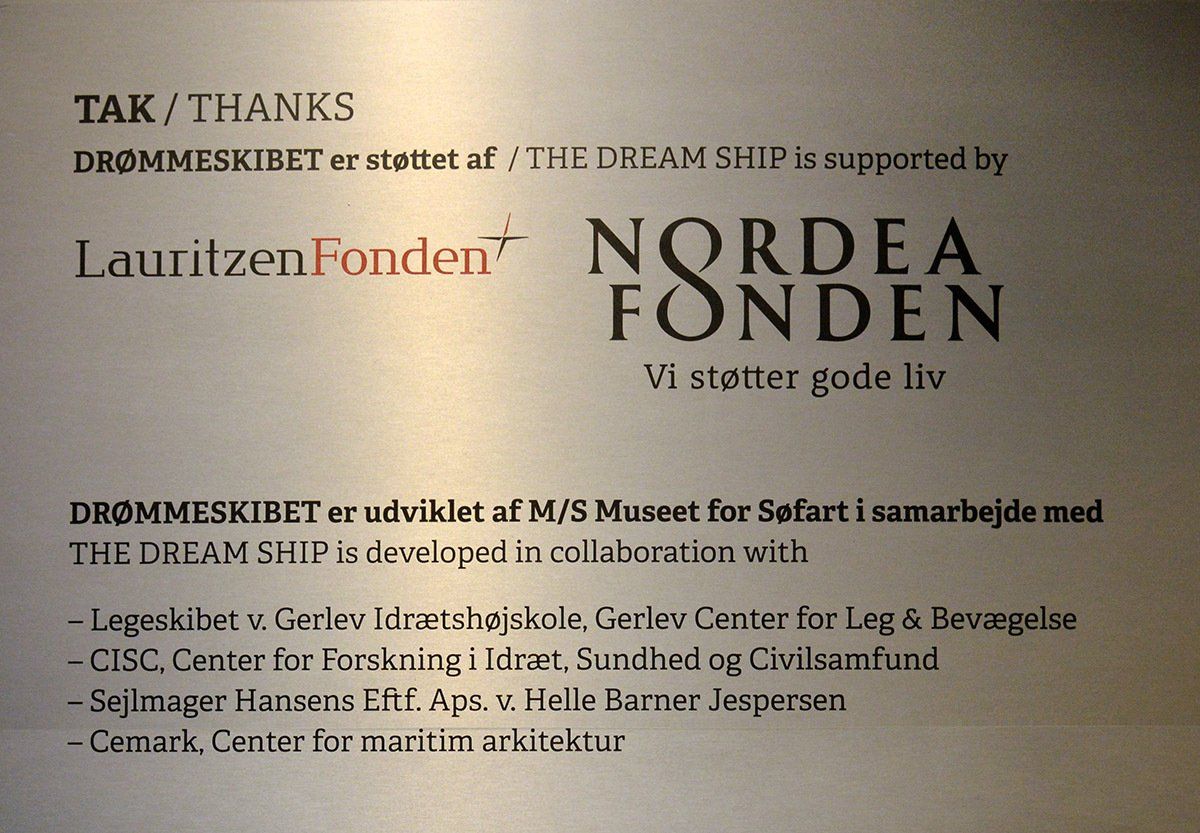 TAK / THANKS
DRØMMESKIBET er støttet af / THE DREAM SHIP is supported by
LauritzenFonden
NORDEA
FONDEN
Vi støtter gode liv
DRØMMESKIBET er udviklet af M/S Museet for Søfart i samarbejde med
THE DREAM SHIP is developed in collaboration with
– Legeskibet v. Gerlev Idrætshøjskole, Gerlev Center for Leg & Bevægelse
– CISC, Center for Forskning i Idræt, Sundhed og Civilsamfund
– Sejlmager Hansens Eftf. Aps. v. Helle Barner Jespersen
– Cemark, Center for maritim arkitektur